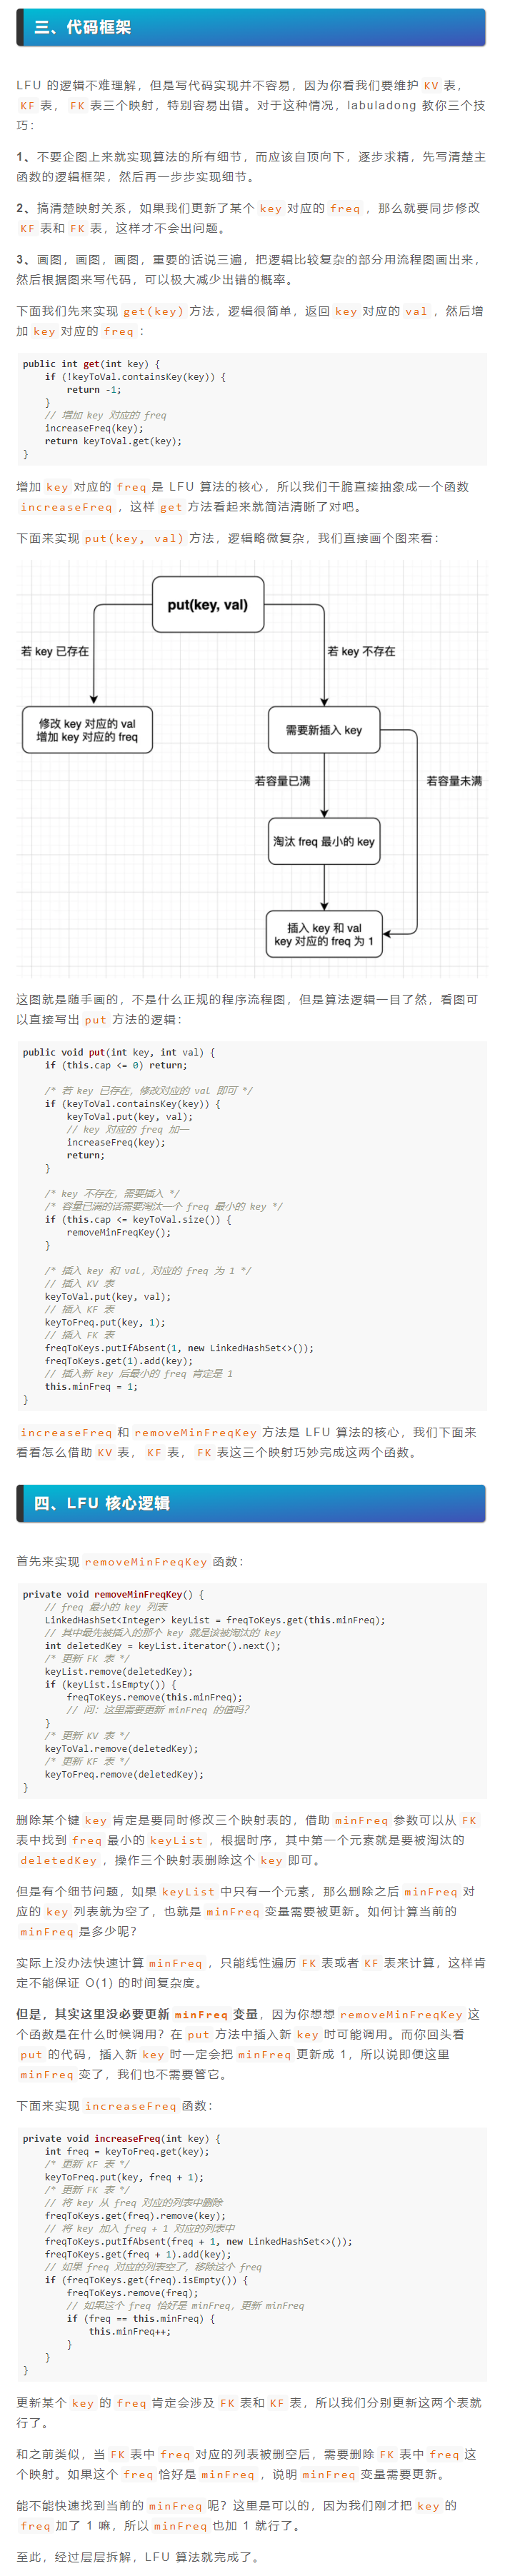 三、代码框架
LFU 的逻辑不难理解，但是写代码实现并不容易，因为你看我们要维护 KV 表，
KF 表， FK 表三个映射，特别容易出错。对于这种情况，labuladong 教你三个技
巧：
1、不要企图上来就实现算法的所有细节，而应该自顶向下，逐步求精，先写清楚主
函数的逻辑框架，然后再一步步实现细节。
2、搞清楚映射关系，如果我们更新了某个 key 对应的 freq ，那么就要同步修改
KF 表和 FK 表，这样才不会出问题。
3、画图，画图，画图，重要的话说三遍，把逻辑比较复杂的部分用流程图画出来，
然后根据图来写代码，可以极大减少出错的概率。
下面我们先来实现 get(key) 方法，逻辑很简单，返回 key 对应的 val ，然后增
加 key 对应的 freq ：
public int get(int key) {
    if (!keyToVal.containsKey(key)) {
        return -1;
    }
    // 增加 key 对应的 freq
    increaseFreq(key);
    return keyToVal.get(key);
}
增加 key 对应的 freq 是 LFU 算法的核心，所以我们干脆直接抽象成一个函数
increaseFreq ，这样 get 方法看起来就简洁清晰了对吧。
下面来实现 put(key, val) 方法，逻辑略微复杂，我们直接画个图来看：
put(key, val)
若 key 已存在
若 key 不存在
修改 key 对应的 val
增加 key 对应的 freq
需要新插入 key
若容量已满
若容量未满
淘汰 freq 最小的 key
插入 key 和 val
key 对应的 freq 为 1
这图就是随手画的，不是什么正规的程序流程图，但是算法逻辑一目了然，看图可
以直接写出 put 方法的逻辑：
public void put(int key, int val) {
    if (this.cap <= 0) return;
    /* 若 key 已存在，修改对应的 val 即可 */
    if (keyToVal.containsKey(key)) {
        keyToVal.put(key, val);
        // key 对应的 freq 加一
        increaseFreq(key);
        return;
    }
    /* key 不存在，需要插入 */
    /* 容量已满的话需要淘汰一个 freq 最小的 key */
    if (this.cap <= keyToVal.size()) {
        removeMinFreqKey();
    }
    /* 插入 key 和 val，对应的 freq 为 1 */
    // 插入 KV 表
    keyToVal.put(key, val);
    // 插入 KF 表
    keyToFreq.put(key, 1);
    // 插入 FK 表
    freqToKeys.putIfAbsent(1, new LinkedHashSet<>());
    freqToKeys.get(1).add(key);
    // 插入新 key 后最小的 freq 肯定是 1
    this.minFreq = 1;
}
increaseFreq 和 removeMinFreqKey 方法是 LFU 算法的核心，我们下面来
看看怎么借助 KV 表， KF 表， FK 表这三个映射巧妙完成这两个函数。
四、LFU 核心逻辑
首先来实现 removeMinFreqKey 函数：
private void removeMinFreqKey() {
    // freq 最小的 key 列表
    LinkedHashSet<Integer> keyList = freqToKeys.get(this.minFreq);
    // 其中最先被插入的那个 key 就是该被淘汰的 key
    int deletedKey = keyList.iterator().next();
    /* 更新 FK 表 */
    keyList.remove(deletedKey);
    if (keyList.isEmpty()) {
        freqToKeys.remove(this.minFreq);
        // 问：这里需要更新 minFreq 的值吗？
    }
    /* 更新 KV 表 */
    keyToVal.remove(deletedKey);
    /* 更新 KF 表 */
    keyToFreq.remove(deletedKey);
}
删除某个键 key 肯定是要同时修改三个映射表的，借助 minFreq 参数可以从 FK
表中找到 freq 最小的 keyList ，根据时序，其中第一个元素就是要被淘汰的
deletedKey ，操作三个映射表删除这个 key 即可。
但是有个细节问题，如果 keyList 中只有一个元素，那么删除之后 minFreq 对
应的 key 列表就为空了，也就是 minFreq 变量需要被更新。如何计算当前的
minFreq 是多少呢？
实际上没办法快速计算 minFreq ，只能线性遍历 FK 表或者 KF 表来计算，这样肯
定不能保证 O(1) 的时间复杂度。
但是，其实这里没必要更新 minFreq 变量，因为你想想 removeMinFreqKey 这
个函数是在什么时候调用？在 put 方法中插入新 key 时可能调用。而你回头看
put 的代码，插入新 key 时一定会把 minFreq 更新成 1，所以说即便这里
minFreq 变了，我们也不需要管它。
下面来实现 increaseFreq 函数：
private void increaseFreq(int key) {
    int freq = keyToFreq.get(key);
    /* 更新 KF 表 */
    keyToFreq.put(key, freq + 1);
    /* 更新 FK 表 */
    // 将 key 从 freq 对应的列表中删除
    freqToKeys.get(freq).remove(key);
    // 将 key 加入 freq + 1 对应的列表中
    freqToKeys.putIfAbsent(freq + 1, new LinkedHashSet<>());
    freqToKeys.get(freq + 1).add(key);
    // 如果 freq 对应的列表空了，移除这个 freq
    if (freqToKeys.get(freq).isEmpty()) {
        freqToKeys.remove(freq);
        // 如果这个 freq 恰好是 minFreq，更新 minFreq
        if (freq == this.minFreq) {
            this.minFreq++;
        }
    }
}
更新某个 key 的 freq 肯定会涉及 FK 表和 KF 表，所以我们分别更新这两个表就
行了。
和之前类似，当 FK 表中 freq 对应的列表被删空后，需要删除 FK 表中 freq 这
个映射。如果这个 freq 恰好是 minFreq ，说明 minFreq 变量需要更新。
能不能快速找到当前的 minFreq 呢？这里是可以的，因为我们刚才把 key 的
freq 加了 1 嘛，所以 minFreq 也加 1 就行了。
至此，经过层层拆解，LFU 算法就完成了。